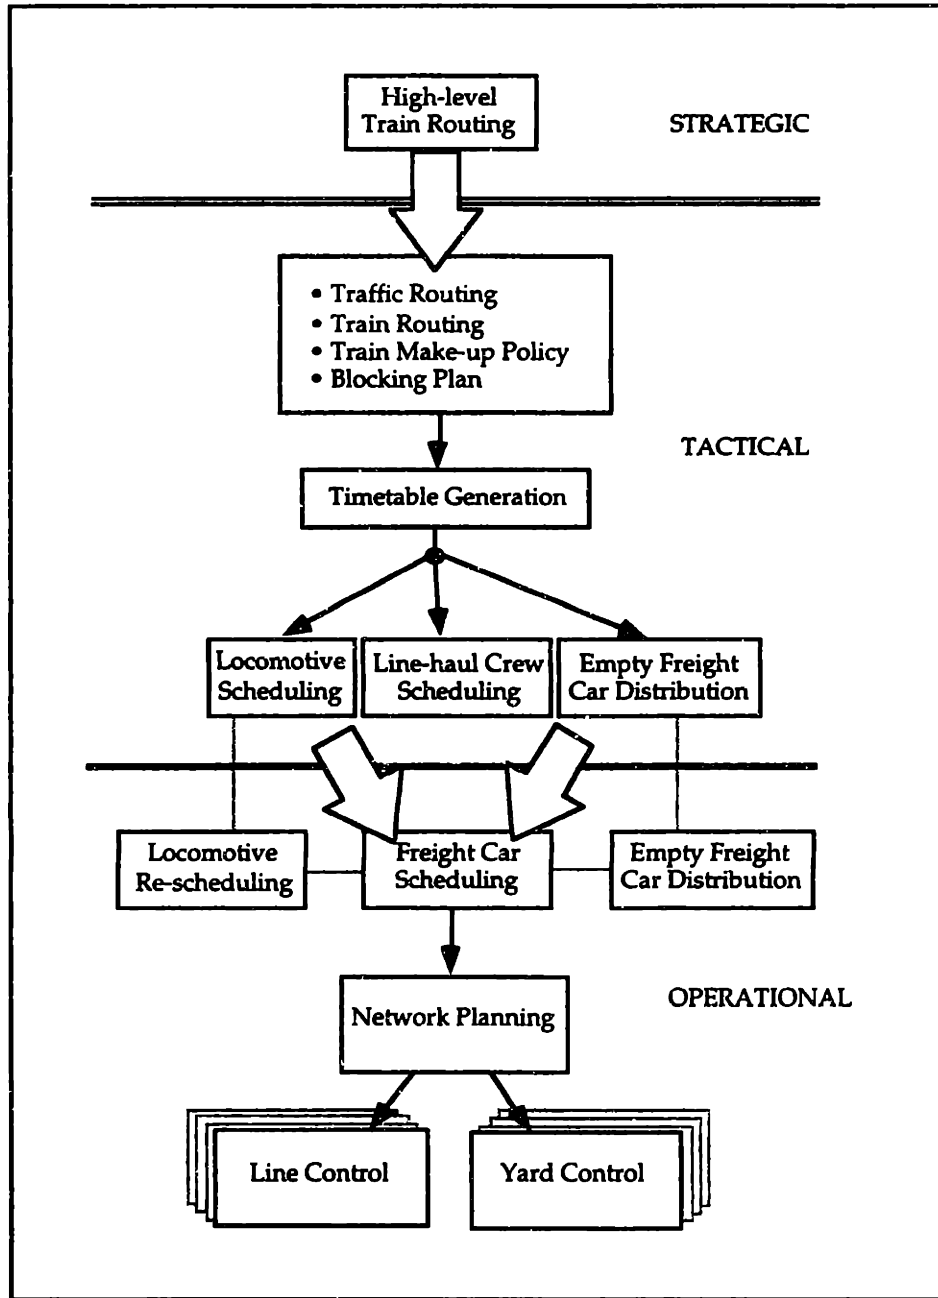 High-level
Train Routing
STRATEGIC
• Traffic Routing
• Train Routing
• Train Make-up Policy
• Blocking Plan
TACTICAL
Timetable Generation
Locomotive
Scheduling
Line-haul Crew
Scheduling
Empty Freight
Car Distribution
Locomotive
Re-scheduling
Freight Car
Scheduling
Empty Freight
Car Distribution
OPERATIONAL
Network Planning
Line Control
Yard Control